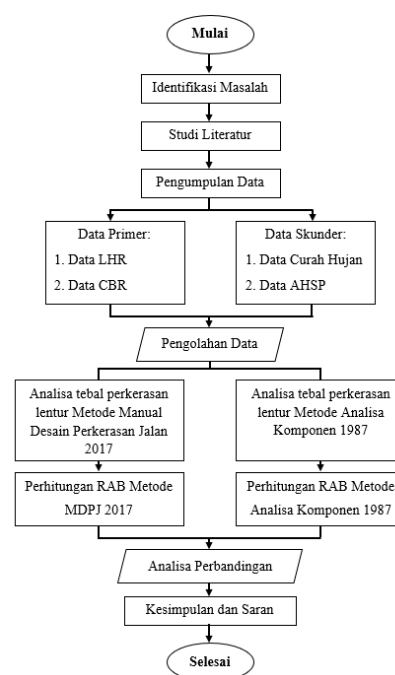 Mulai
Identifikasi Masalah
Studi Literatur
Pengumpulan Data
Data Primer:
1. Data LHR
2. Data CBR
Data Skunder:
1. Data Curah Hujan
2. Data AHSP
Pengolahan Data
Analisa tebal perkerasan
lentur Metode Manual
Desain Perkerasan Jalan
2017
Analisa tebal perkerasan
lentur Metode Analisa
Komponen 1987
Perhitungan RAB Metode
MDPJ 2017
Perhitungan RAB Metode
Analisa Komponen 1987
Analisa Perbandingan
Kesimpulan dan Saran
Selesai